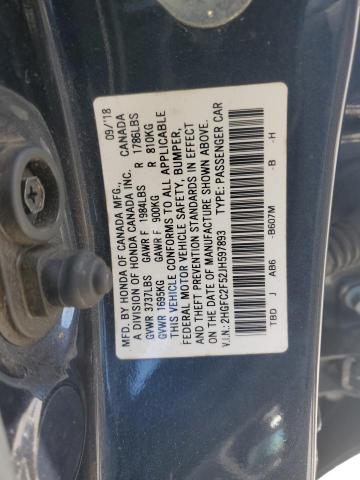 MFD. BY HONDA OF CANADA MFG., 09/'18
A DIVISION OF HONDA CANADA INC. CANADA
GVWR 3737LBS GAWR F 1984LBS R 1786LBS
GVWR 1695KG GAWR F 900KG R 810KG
THIS VEHICLE CONFORMS TO ALL APPLICABLE
FEDERAL MOTOR VEHICLE SAFETY, BUMPER,
AND THEFT PREVENTION STANDARDS IN EFFECT
ON THE DATE OF MANUFACTURE SHOWN ABOVE.
V.I.N.: 2HGFC2F52JH597893 TYPE: PASSENGER CAR
TBD J AB6 -B607M -B -H